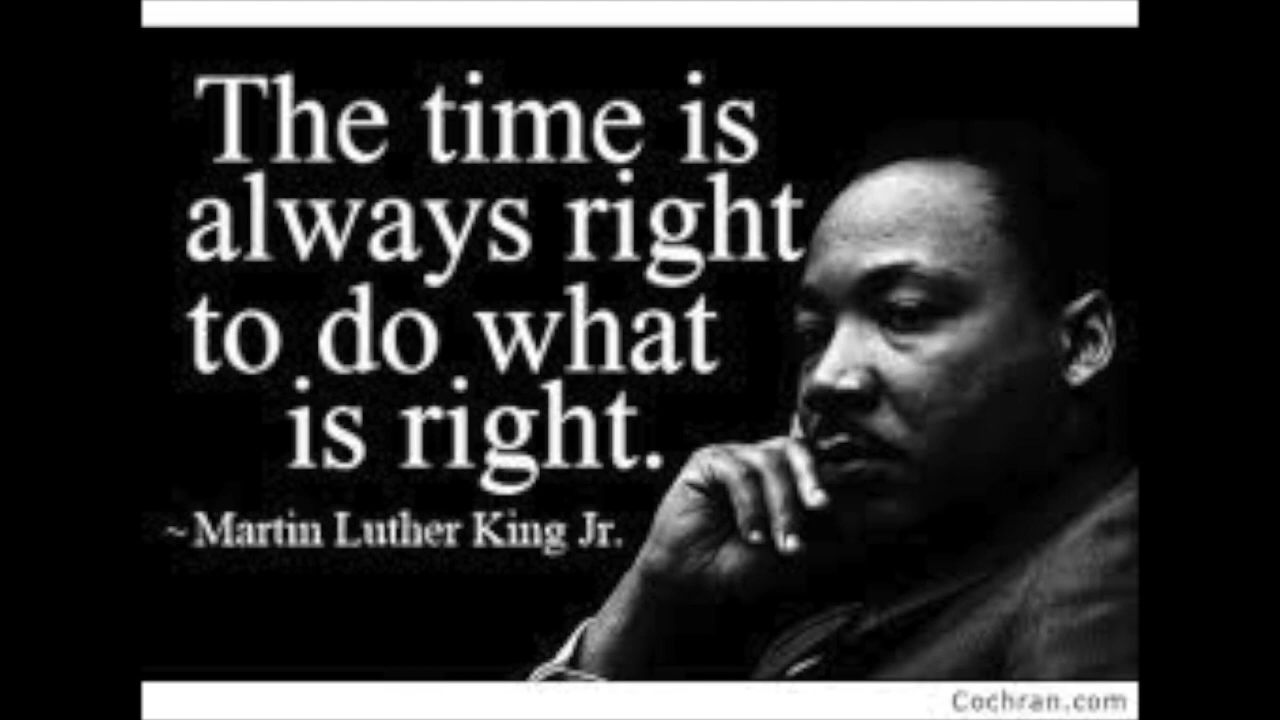 The time is
always right
to do what
is right.
~Martin Luther King Jr.
Cochran.com